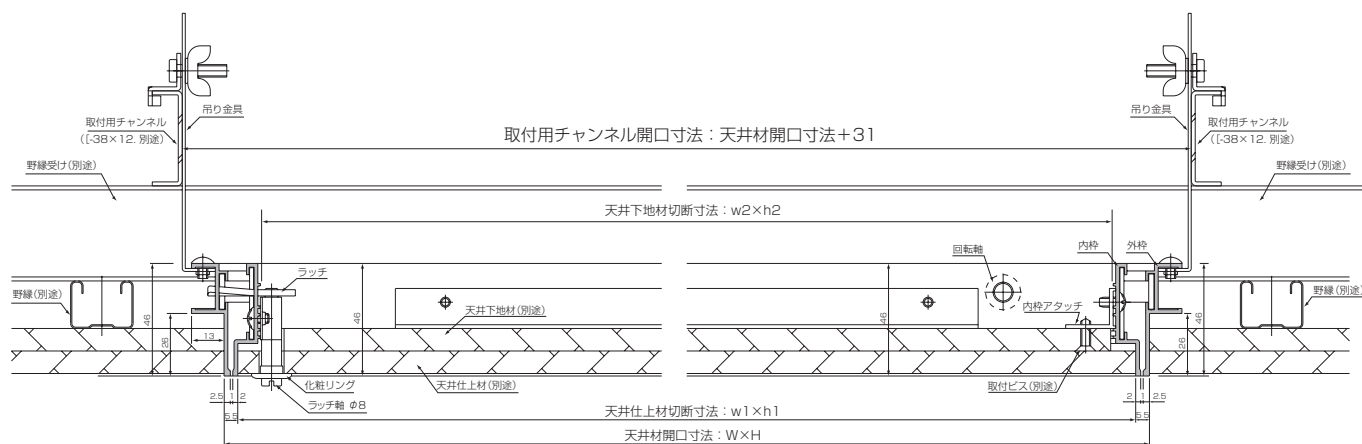 吊り金具
取付用チャンネル
([-38×12. 別途)
取付用チャンネル開口寸法：天井材開口寸法＋31
吊り金具
取付用チャンネル
([-38×12. 別途)
野縁受け(別途)
野縁受け(別途)
天井下地材切断寸法：w2×h2
回転軸
内枠
外枠
ラッチ
野縁(別途)
野縁(別途)
内枠アタッチ
天井下地材(別途)
46
26
13
46
46
26
46
化粧リング
天井仕上材(別途)
取付ビス(別途)
ラッチ軸 φ8
2.5
1
2
2
1
2.5
5.5
天井仕上材切断寸法：w1×h1
5.5
天井材開口寸法：W×H